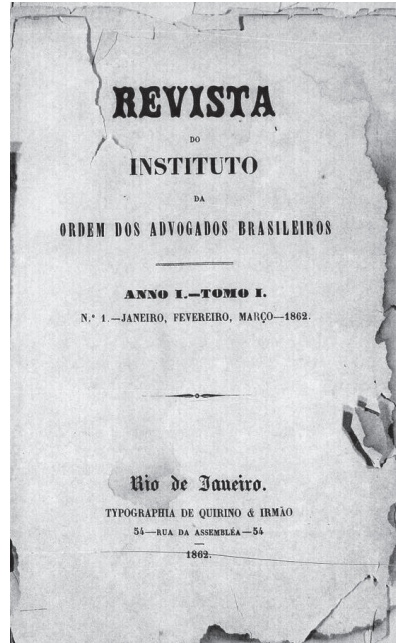 REVISTA
DO
INSTITUTO
DA
ORDEM DOS ADVOGADOS BRASILEIROS
ANNO I.—TOMO I.
N.º 1.—JANEIRO, FEVEREIRO, MARÇO—1862.
Rio de Janeiro.
TYPOGRAPHIA DE QUIRINO & IRMÃO
54—RUA DA ASSEMBLÉA—54
1862.